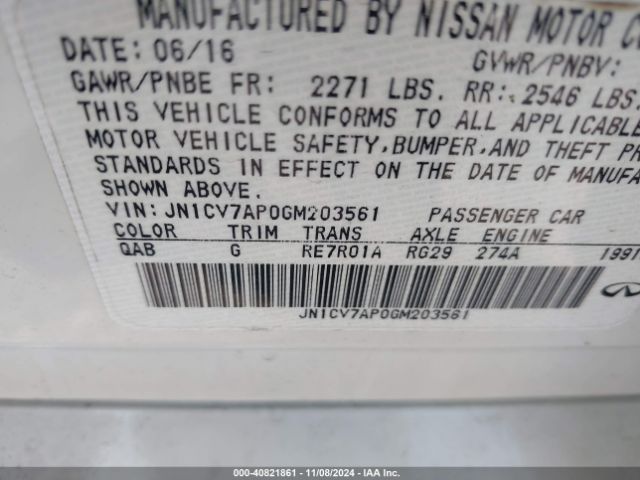 MANUFACTURED BY NISSAN MOTOR
DATE: 06/16 GVWR/PNBV:
GAWR/PNBE FR: 2271 LBS. RR: 2546 LBS
THIS VEHICLE CONFORMS TO ALL APPLICABLE
MOTOR VEHICLE SAFETY, BUMPER, AND THEFT
STANDARDS IN EFFECT ON THE DATE OF
SHOWN ABOVE.
VIN: JN1CV7AP0GM203561 PASSENGER CAR
COLOR TRIM TRANS. AXLE ENGINE
QAB G RE7R01A RG29 274A 1991
JN1CV7AP0GM203561
000-40821861 - 11/08/2024 - IAA Inc.